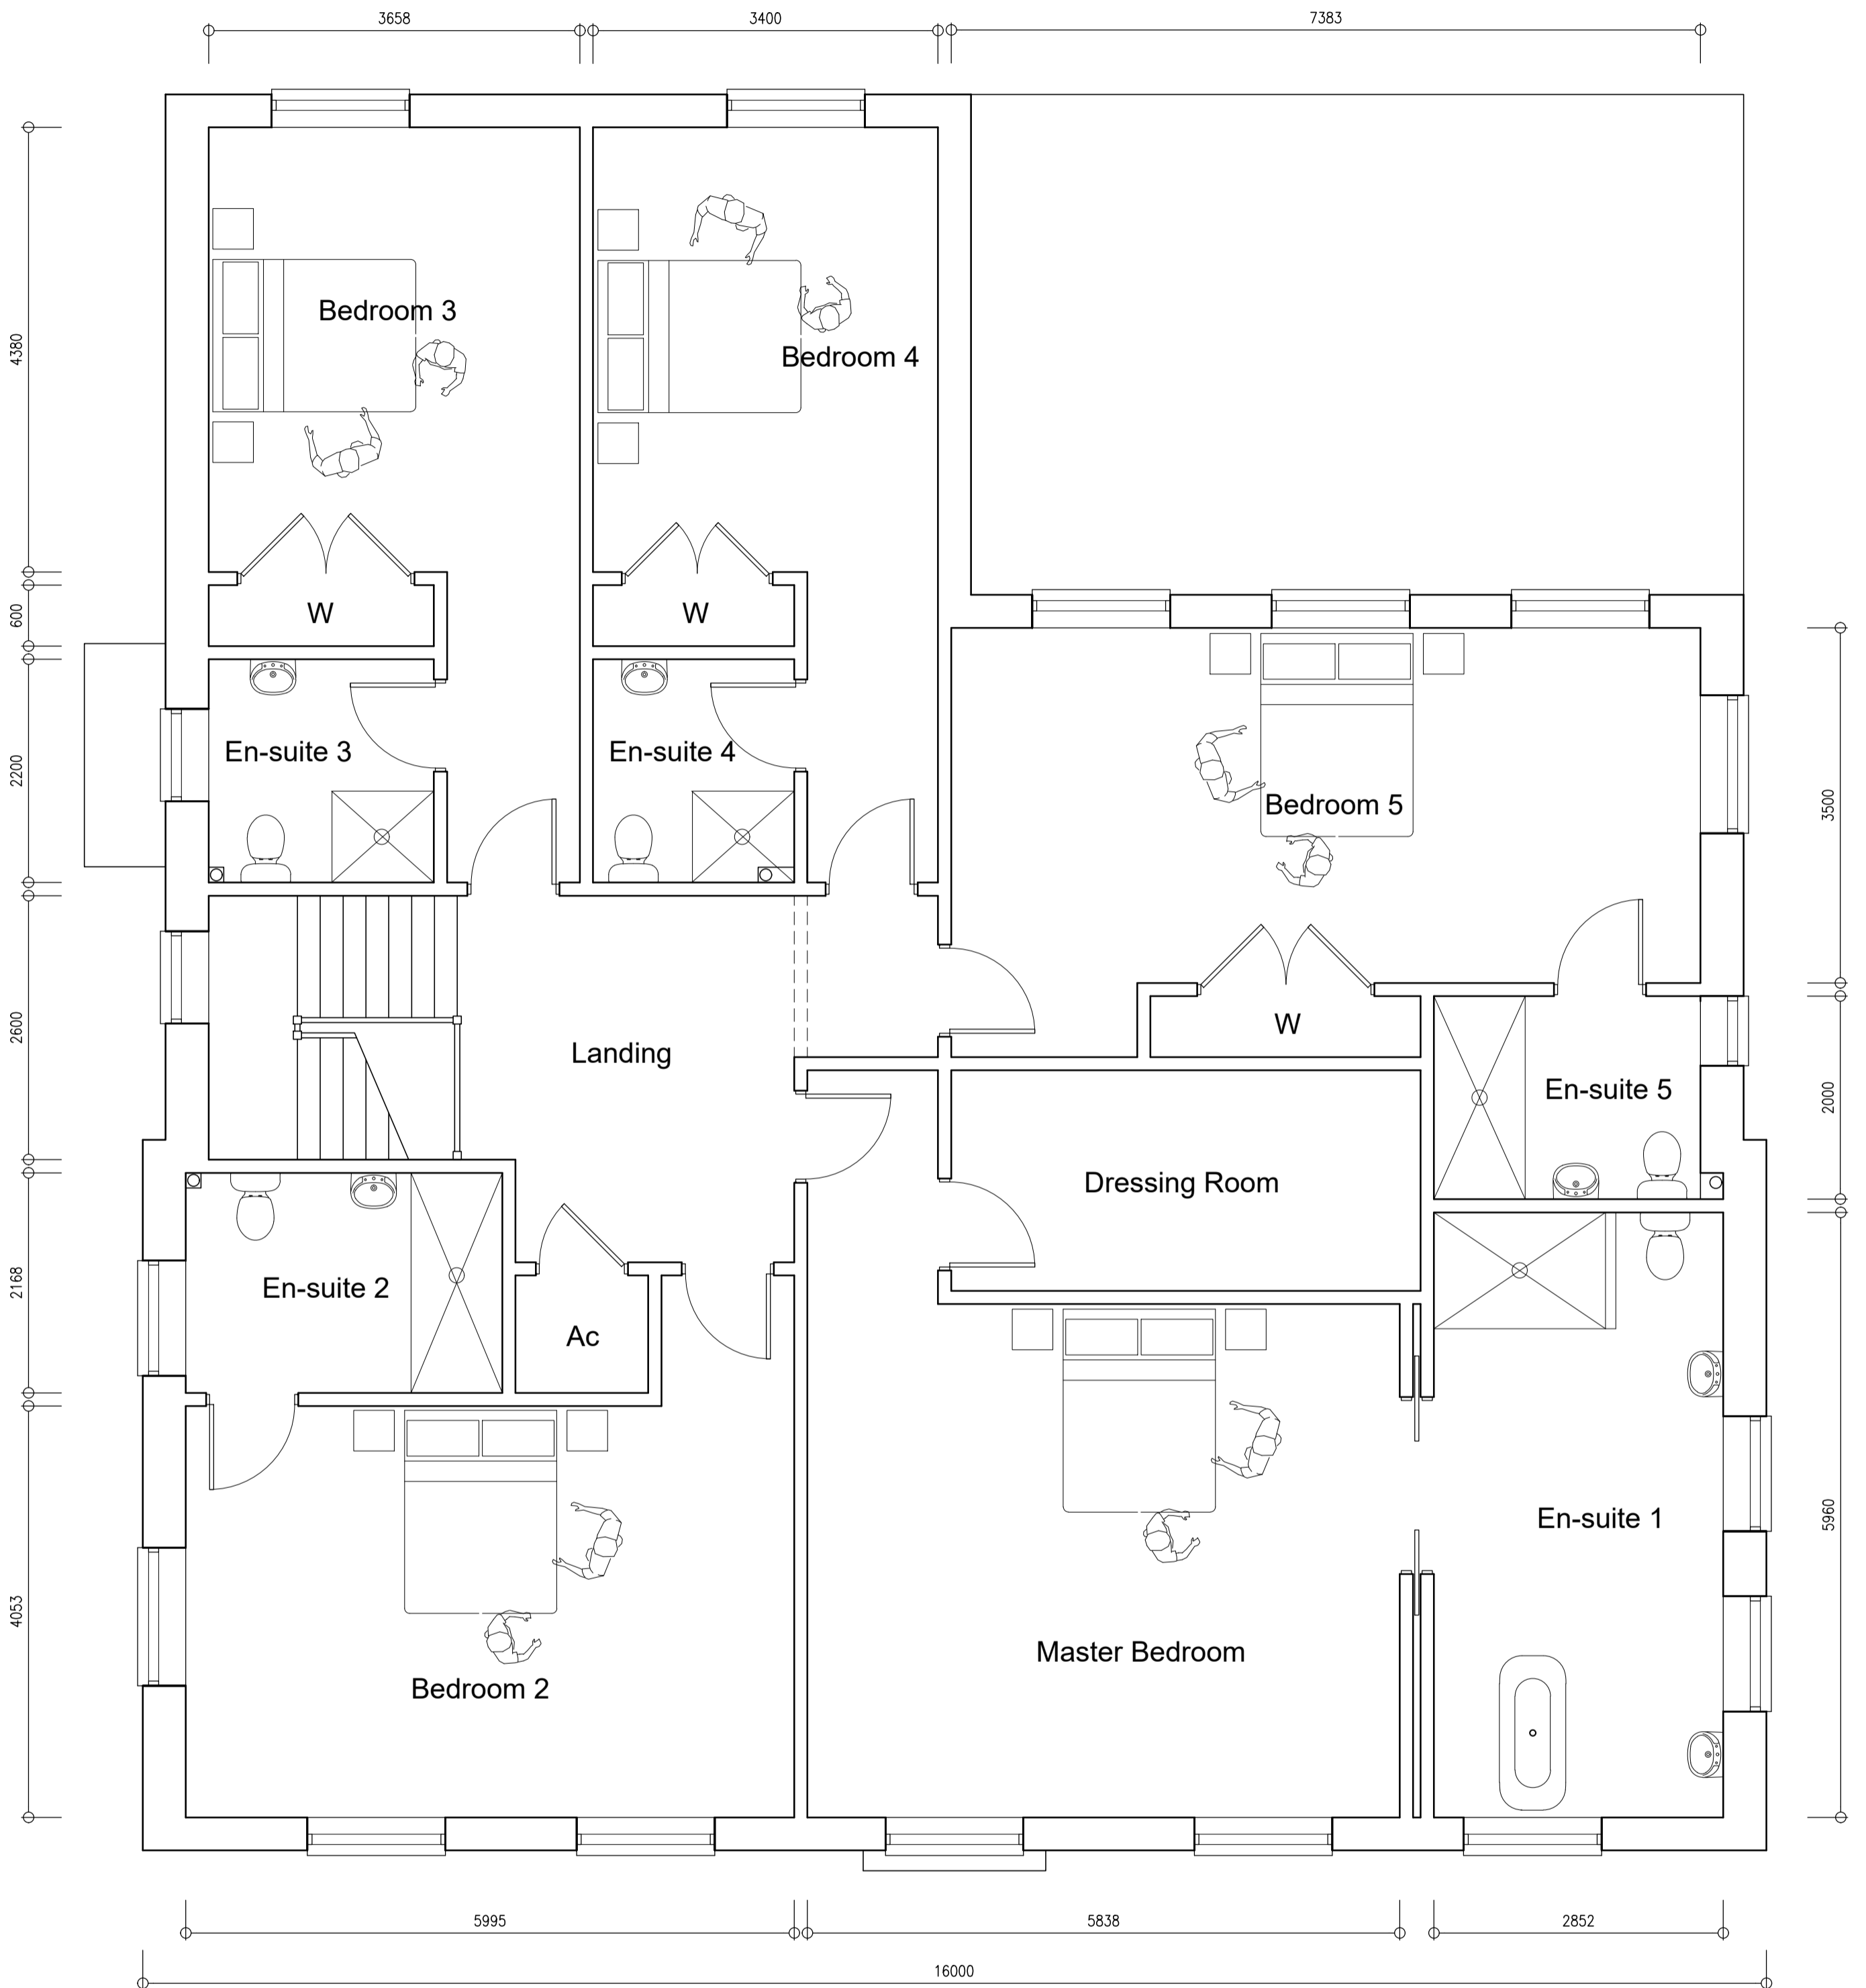 3658
3400
7383
Bedroom 3
Bedroom 4
4380
W
W
600
En-suite 3
En-suite 4
2200
Bedroom 5
3500
W
2600
Landing
En-suite 5
2000
Dressing Room
2168
En-suite 2
Ac
En-suite 1
5960
4053
Master Bedroom
Bedroom 2
5995
5838
2852
16000